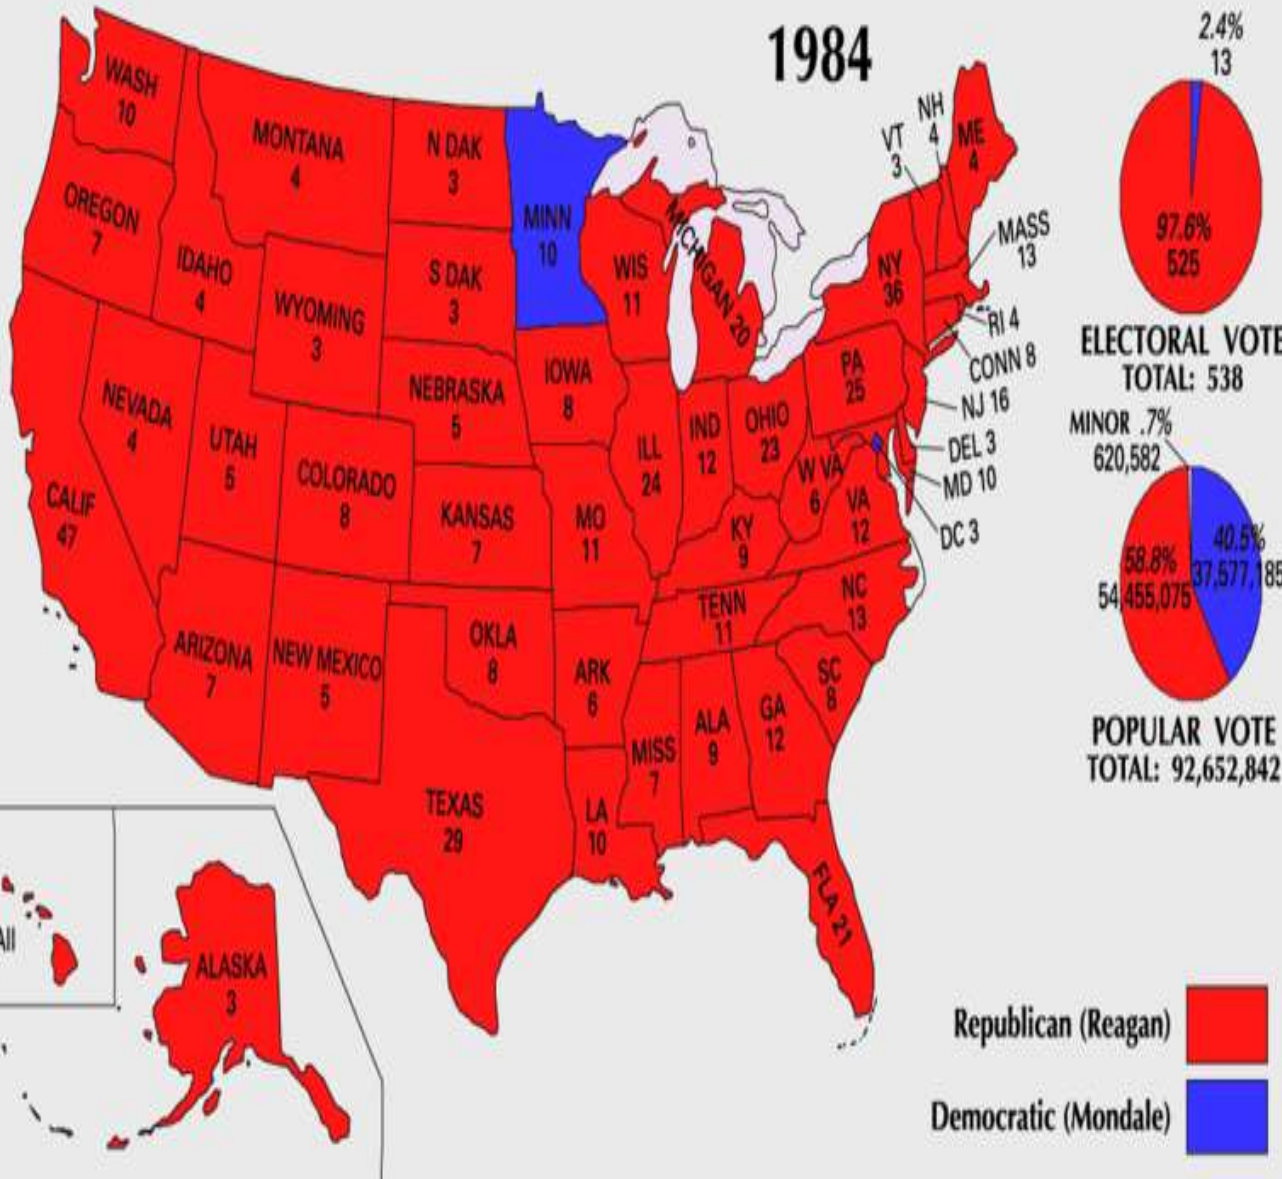 1984
WASH
10
OREGON
7
CALIF
47
IDAHO
4
NEVADA
4
MONTANA
4
WYOMING
3
UTAH
5
ARIZONA
7
COLORADO
8
NEW MEXICO
5
N DAK
3
S DAK
3
NEBRASKA
5
KANSAS
7
OKLA
8
TEXAS
29
MINN
10
IOWA
8
MO
11
ARK
6
LA
10
WIS
11
ILL
24
MICHIGAN 20
IND
12
OHIO
23
KY
9
TENN
11
MISS
7
ALA
9
GA
12
FLA 21
SC
8
NC
13
VA
12
W VA
6
PA
25
NY
36
VT
3
NH
4
ME
4
MASS
13
RI 4
CONN 8
NJ 16
DEL 3
MD 10
DC 3
AII
ALASKA
3
2.4%
13
97.6%
525
ELECTORAL VOTE
TOTAL: 538
MINOR .7%
620,582
40.5%
37,577,185
58.8%
54,455,075
POPULAR VOTE
TOTAL: 92,652,842
Republican (Reagan)
Democratic (Mondale)